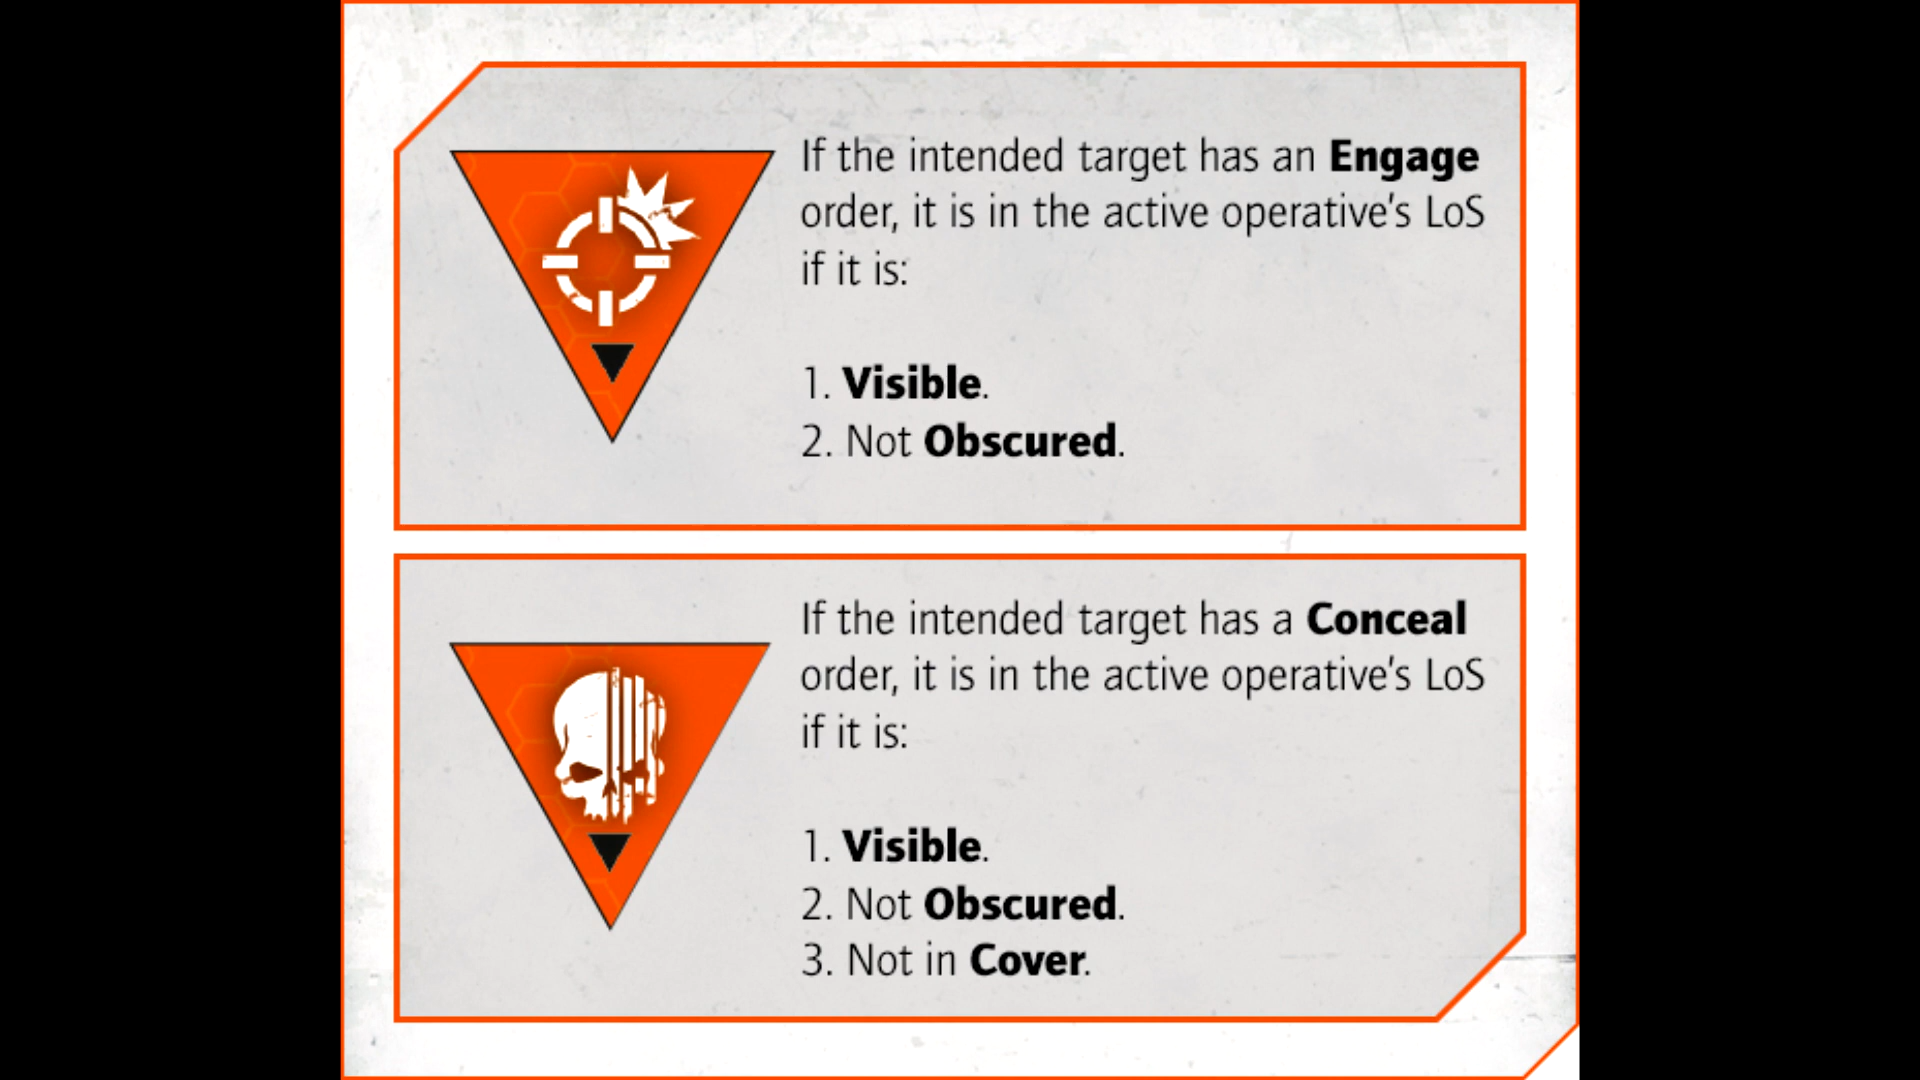 If the intended target has an Engage
order, it is in the active operative's LoS
if it is:
1. Visible.
2. Not Obscured.
If the intended target has a Conceal
order, it is in the active operative's LoS
if it is:
1. Visible.
2. Not Obscured.
3. Not in Cover.